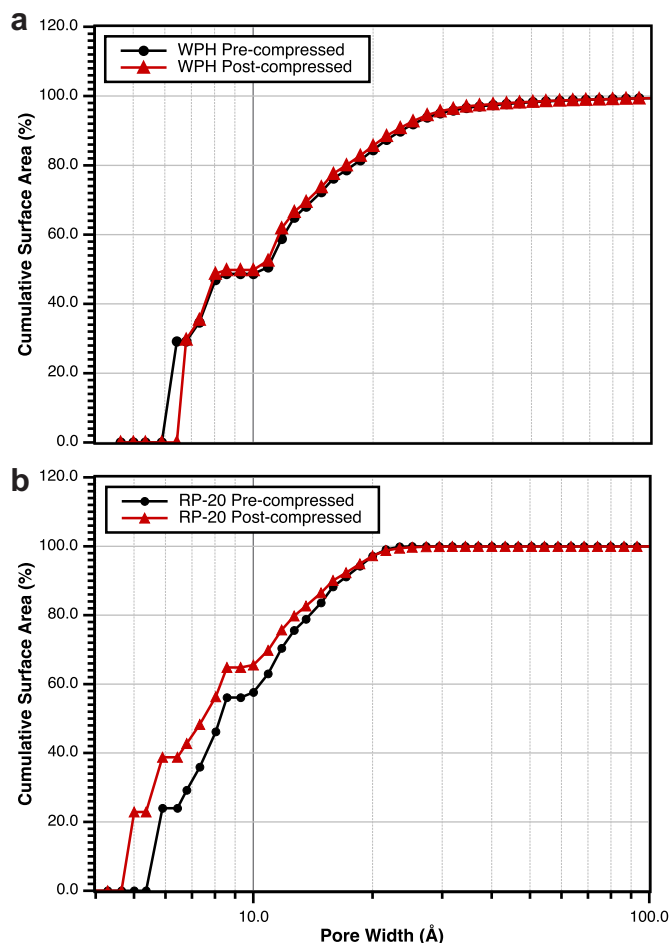 a
120.0
100.0
80.0
60.0
40.0
20.0
0.0
Cumulative Surface Area (%)
WPH Pre-compressed
WPH Post-compressed
b
120.0
100.0
80.0
60.0
40.0
20.0
0.0
Cumulative Surface Area (%)
RP-20 Pre-compressed
RP-20 Post-compressed
10.0
100.0
Pore Width (Å)